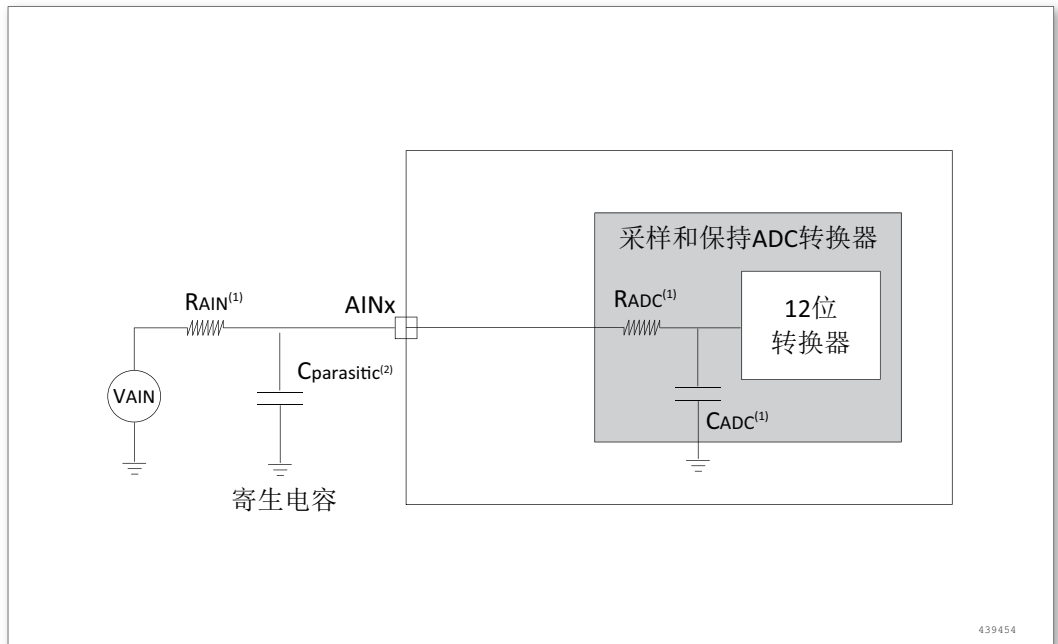 采样和保持ADC转换器
RAIN(1)
AINx
RADC(1)
12位
转换器
Cparasitic(2)
VAIN
CADC(1)
寄生电容
439454